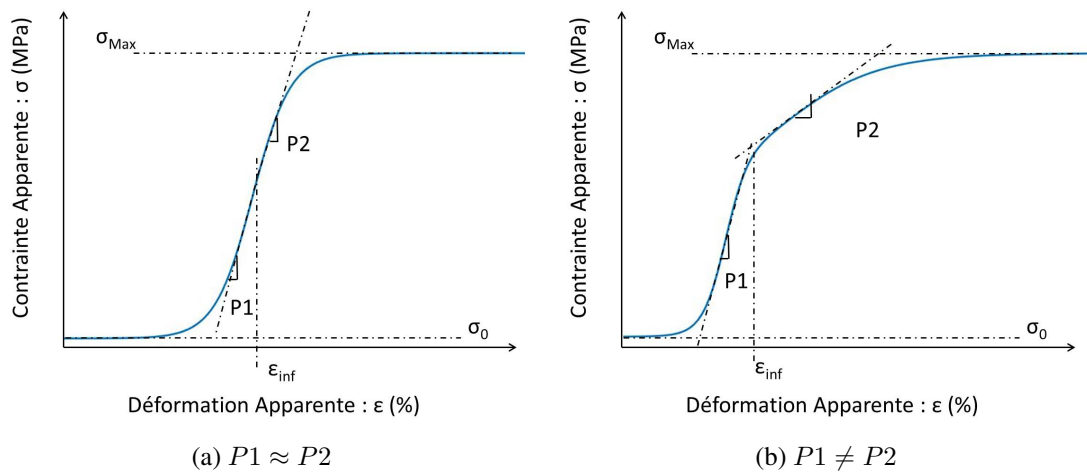 Contrainte Apparente : σ (MPa)
σMax
P2
P1
σ0
εinf
Déformation Apparente : ε (%)
(a) P1 ≈ P2
Contrainte Apparente : σ (MPa)
σMax
P2
P1
σ0
εinf
Déformation Apparente : ε (%)
(b) P1 ≠ P2